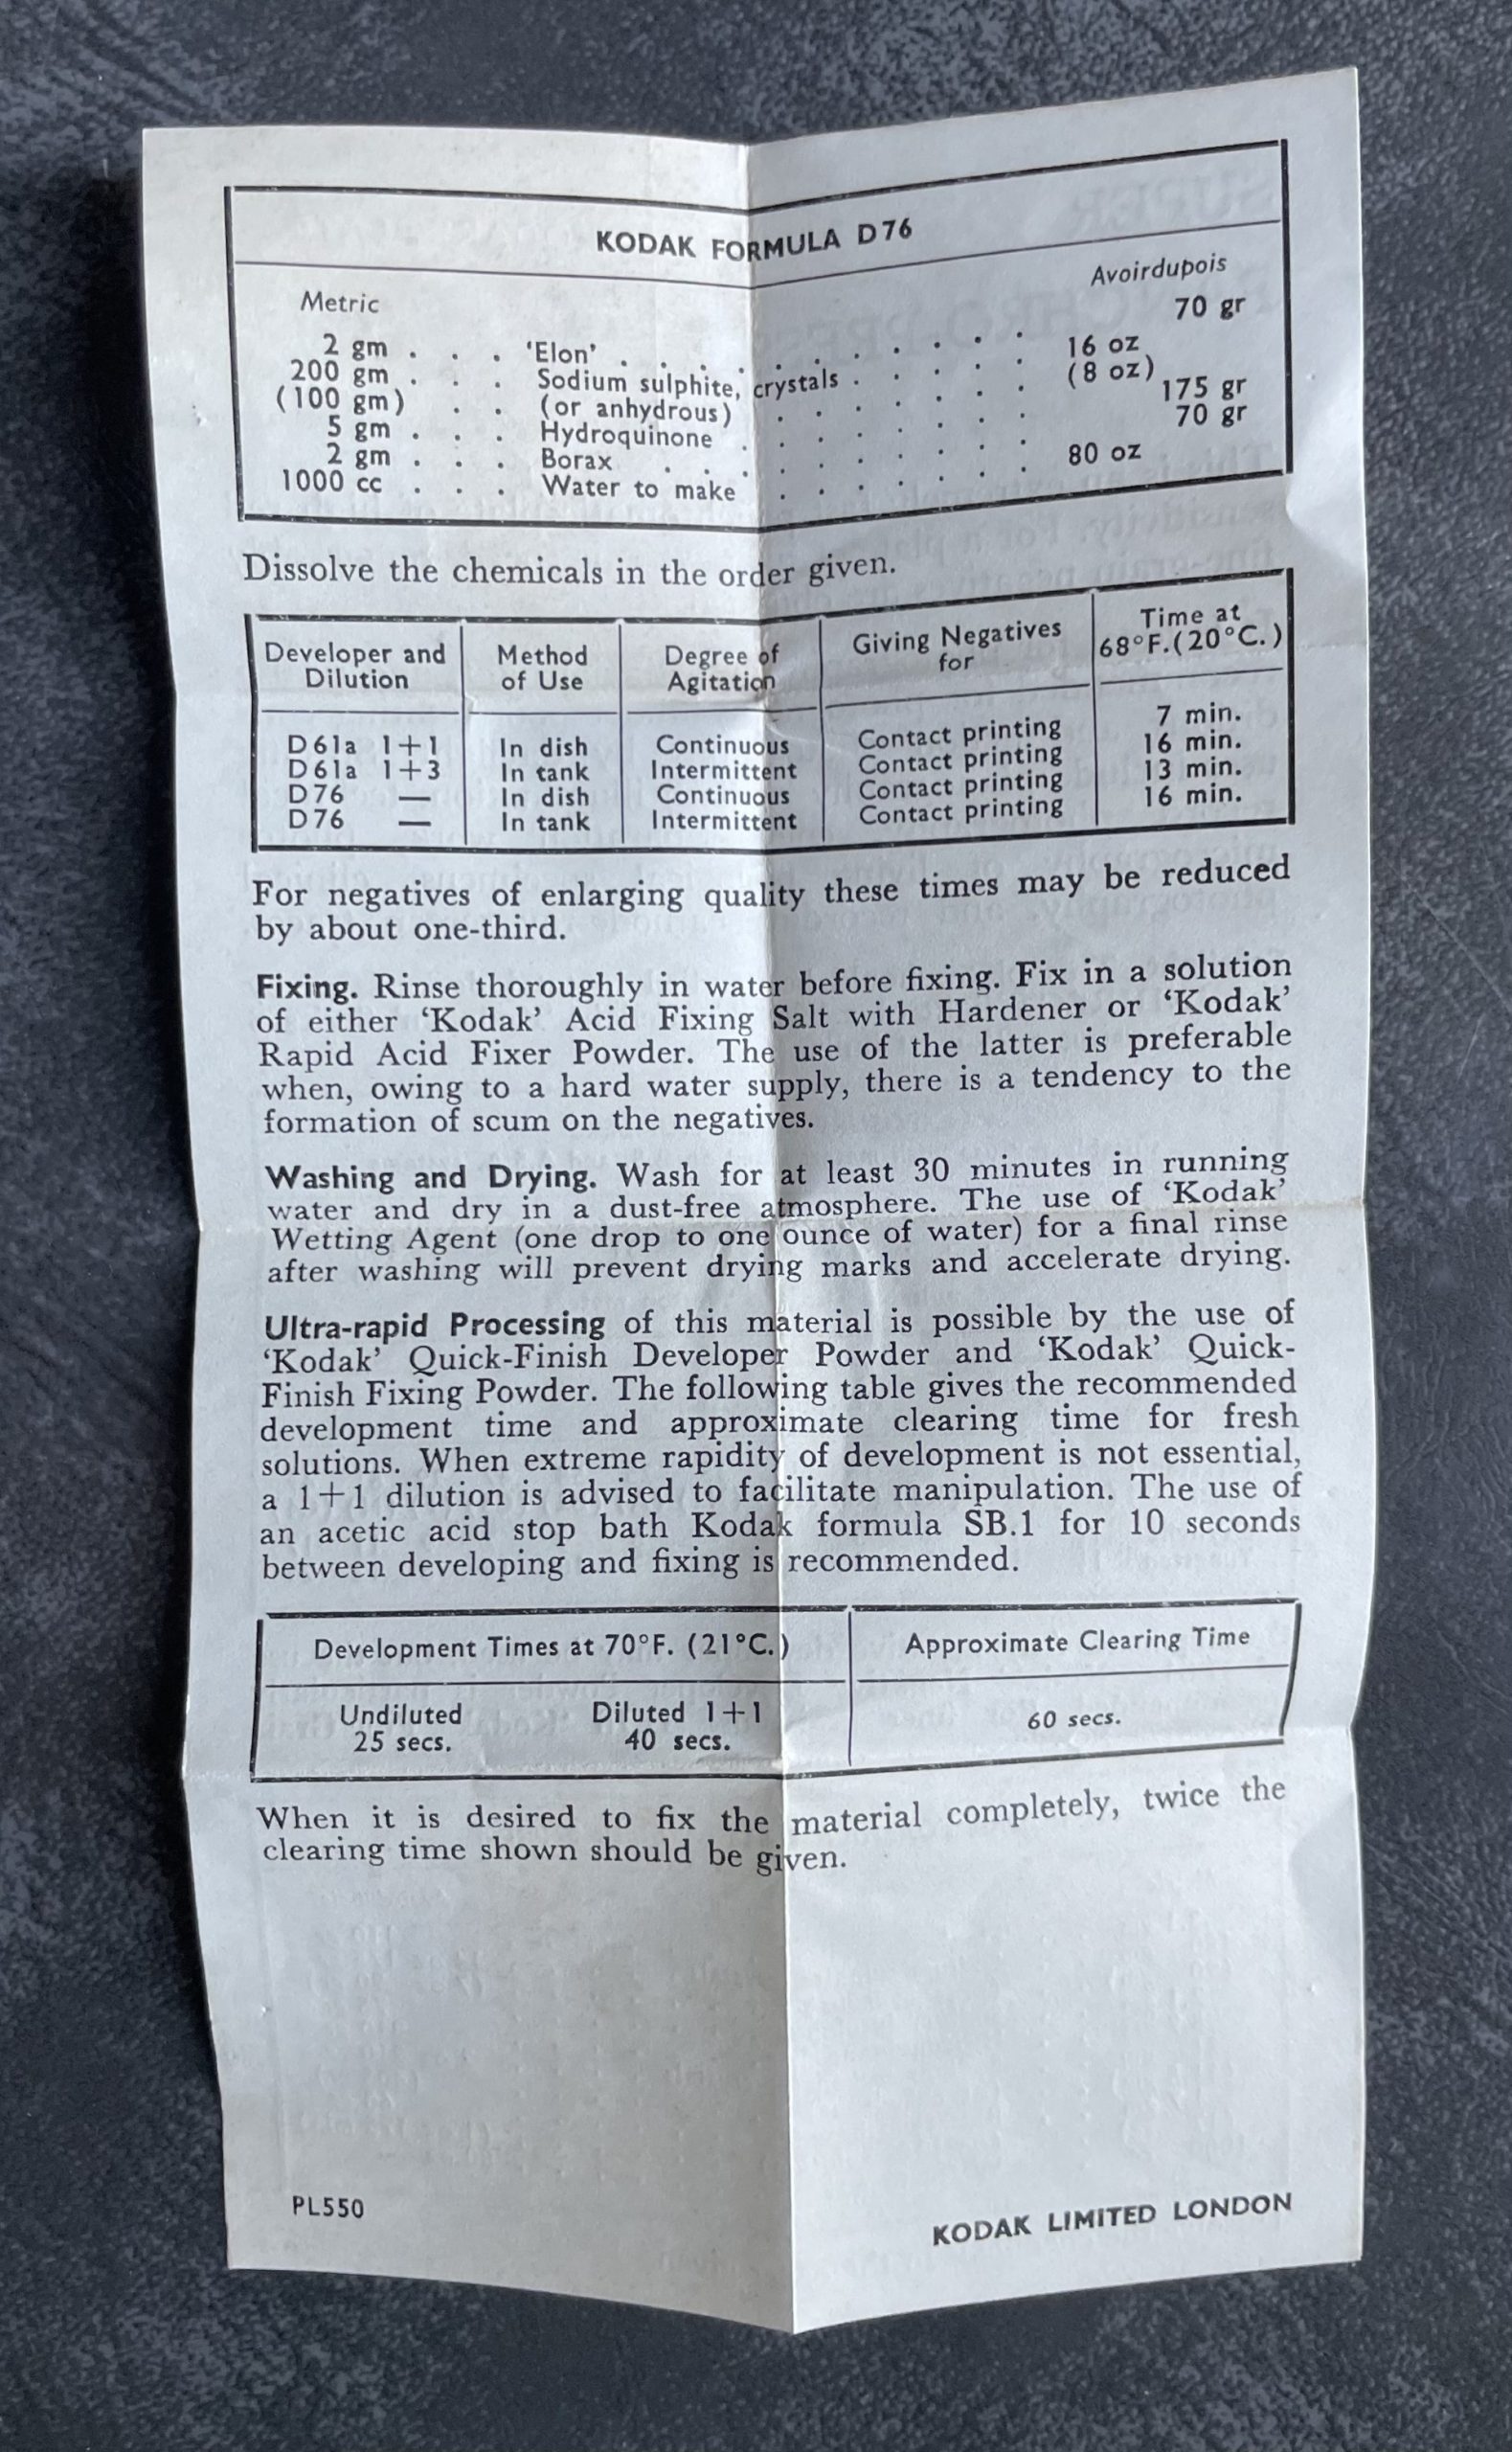 KODAK FORMULA D76
Metric Avoirdupois
2 gm . . . ‘Elon’ . . . . . . . . . . 70 gr
200 gm . . . Sodium sulphite, crystals . . . . . 16 oz
(100 gm) . . (or anhydrous) . . . . . . . (8 oz)
5 gm . . . Hydroquinone . . . . . . . . 175 gr
2 gm . . . Borax . . . . . . . . . . 70 gr
1000 cc . . . Water to make . . . . . . . 80 oz
Dissolve the chemicals in the order given.
Developer and Dilution | Method of Use | Degree of Agitation | Giving Negatives for | Time at 68°F.(20°C.)
D61a 1+1 | In dish | Continuous | Contact printing | 7 min.
D61a 1+3 | In tank | Intermittent | Contact printing | 16 min.
D76 — | In dish | Continuous | Contact printing | 13 min.
D76 — | In tank | Intermittent | Contact printing | 16 min.
For negatives of enlarging quality these times may be reduced
by about one-third.
Fixing. Rinse thoroughly in water before fixing. Fix in a solution
of either ‘Kodak’ Acid Fixing Salt with Hardener or ‘Kodak’
Rapid Acid Fixer Powder. The use of the latter is preferable
when, owing to a hard water supply, there is a tendency to the
formation of scum on the negatives.
Washing and Drying. Wash for at least 30 minutes in running
water and dry in a dust-free atmosphere. The use of ‘Kodak’
Wetting Agent (one drop to one ounce of water) for a final rinse
after washing will prevent drying marks and accelerate drying.
Ultra-rapid Processing of this material is possible by the use of
‘Kodak’ Quick-Finish Developer Powder and ‘Kodak’ Quick-
Finish Fixing Powder. The following table gives the recommended
development time and approximate clearing time for fresh
solutions. When extreme rapidity of development is not essential,
a 1+1 dilution is advised to facilitate manipulation. The use of
an acetic acid stop bath Kodak formula SB.1 for 10 seconds
between developing and fixing is recommended.
Development Times at 70°F. (21°C.) | Approximate Clearing Time
Undiluted Diluted 1+1
25 secs. 40 secs. | 60 secs.
When it is desired to fix the material completely, twice the
clearing time shown should be given.
PL550
KODAK LIMITED LONDON